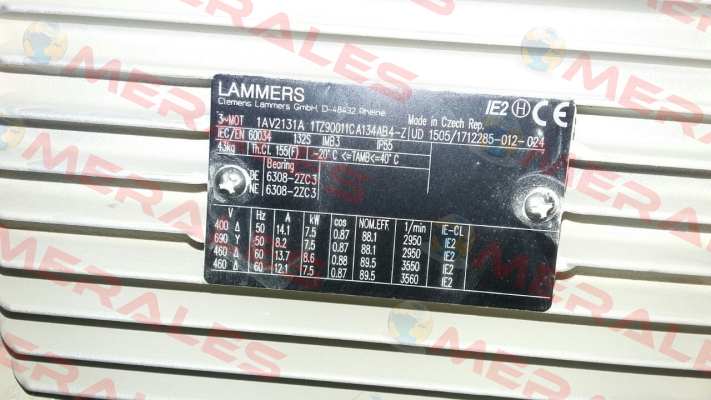 LAMMERS
Clemens Lammers GmbH, D-48432 Rheine
IE2 H CE
3~MOT 1AV2131A 1TZ90011CA134AB4-Z Made in Czech Rep.
UD 1505/1712285-012-024
IEC/EN 60034 132S IMB3 IP55
43kg Th.Cl. 155(F) -20°C <=TAMB<=40°C
Bearing
DE 6308-2ZC3
NE 6308-2ZC3
V Hz A kW cos NOM.EFF 1/min IE-CL
400 Δ 50 14.1 7.5 0.87 88.1 2950 IE2
690 Y 50 8.2 7.5 0.87 88.1 2950 IE2
460 Δ 60 13.7 8.6 0.88 89.5 3550 IE2
460 Δ 60 12.1 7.5 0.87 89.5 3560 IE2
MERALES
MERALES
MERALES
MERALES